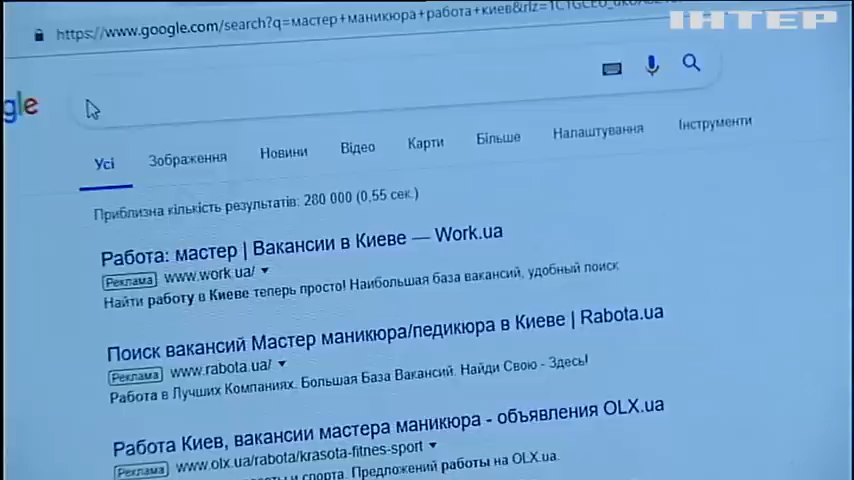 ІНТЕР
https://www.google.com/search?q=мастер+маникюра+работа+киев&rlz=1C1GCEU_
gle
Усі Зображення Новини Відео Карти Більше Налаштування Інструменти
Приблизна кількість результатів: 280 000 (0,55 сек.)
Работа: мастер | Вакансии в Киеве — Work.ua
Реклама www.work.ua/
Найти работу в Киеве теперь просто! Наибольшая база вакансий, удобный поиск
Поиск вакансий Мастер маникюра/педикюра в Киеве | Rabota.ua
Реклама www.rabota.ua/
Работа в Лучших Компаниях. Большая База Вакансий. Найди Свою - Здесь!
Работа Киев, вакансии мастера маникюра - объявления OLX.ua
Реклама www.olx.ua/rabota/krasota-fitnes-sport
и спорта. Предложений работы на OLX.ua.